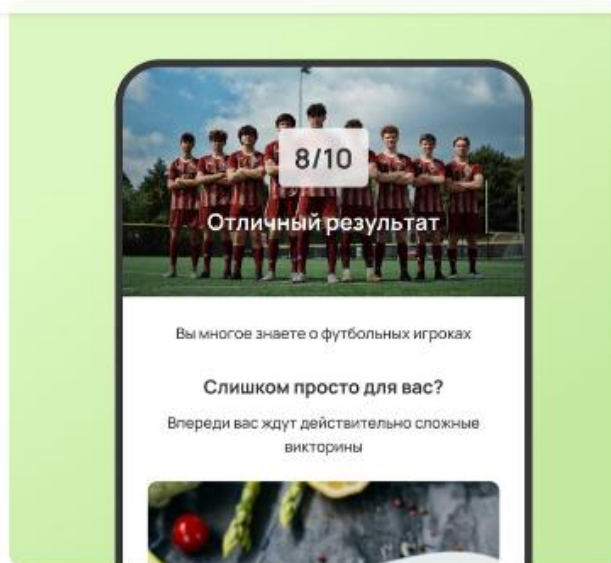 8/10
Отличный результат
Вы многое знаете о футбольных игроках
Слишком просто для вас?
Впереди вас ждут действительно сложные
викторины